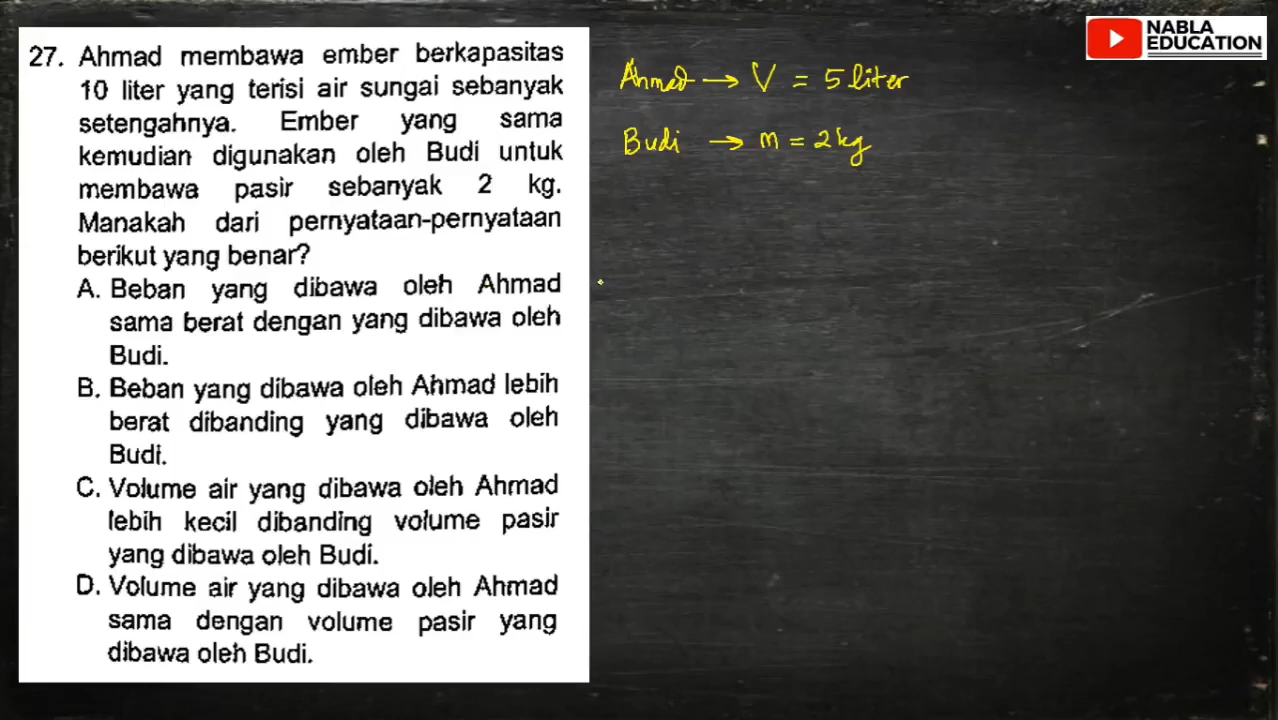 27. Ahmad membawa ember berkapasitas
10 liter yang terisi air sungai sebanyak
setengahnya. Ember yang sama
kemudian digunakan oleh Budi untuk
membawa pasir sebanyak 2 kg.
Manakah dari pernyataan-pernyataan
berikut yang benar?
A. Beban yang dibawa oleh Ahmad
sama berat dengan yang dibawa oleh
Budi.
B. Beban yang dibawa oleh Ahmad lebih
berat dibanding yang dibawa oleh
Budi.
C. Volume air yang dibawa oleh Ahmad
lebih kecil dibanding volume pasir
yang dibawa oleh Budi.
D. Volume air yang dibawa oleh Ahmad
sama dengan volume pasir yang
dibawa oleh Budi.
Ahmad → V = 5 liter
Budi → m = 2 kg
NABLA
EDUCATION